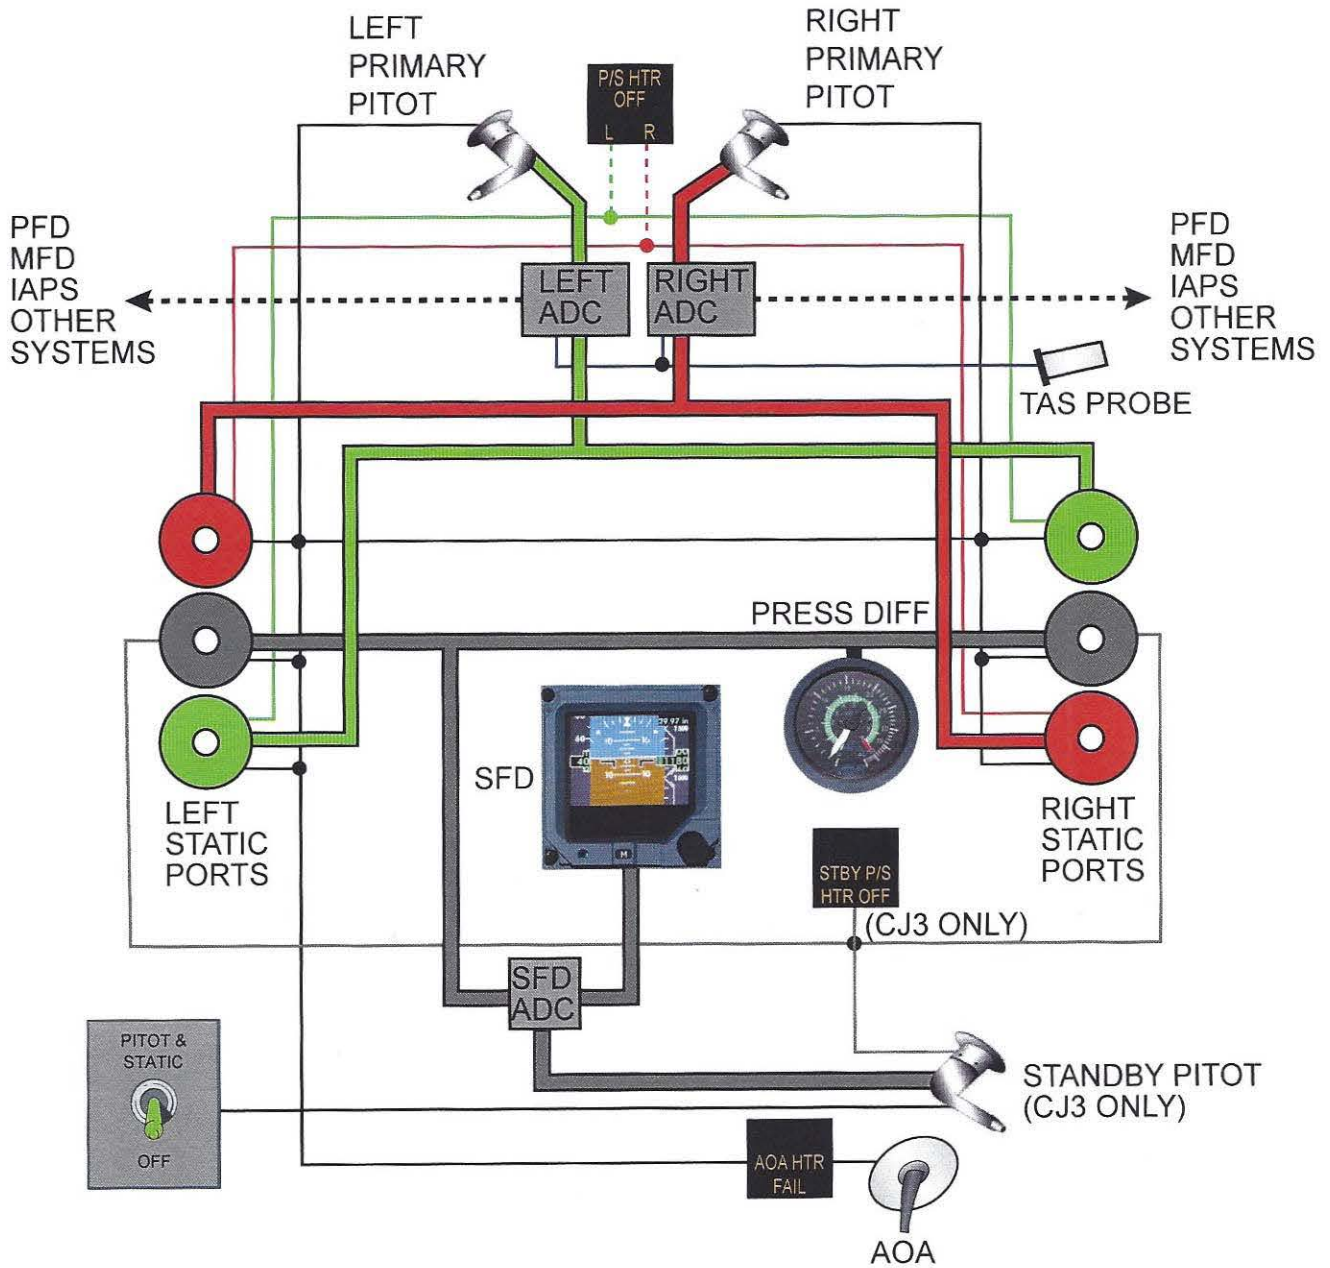 LEFT
PRIMARY
PITOT
RIGHT
PRIMARY
PITOT
P/S HTR
OFF
L R
PFD
MFD
IAPS
OTHER
SYSTEMS
LEFT
ADC
RIGHT
ADC
PFD
MFD
IAPS
OTHER
SYSTEMS
TAS PROBE
PRESS DIFF
SFD
LEFT
STATIC
PORTS
RIGHT
STATIC
PORTS
STBY P/S
HTR OFF
(CJ3 ONLY)
SFD
ADC
PITOT &
STATIC
OFF
STANDBY PITOT
(CJ3 ONLY)
AOA HTR
FAIL
AOA